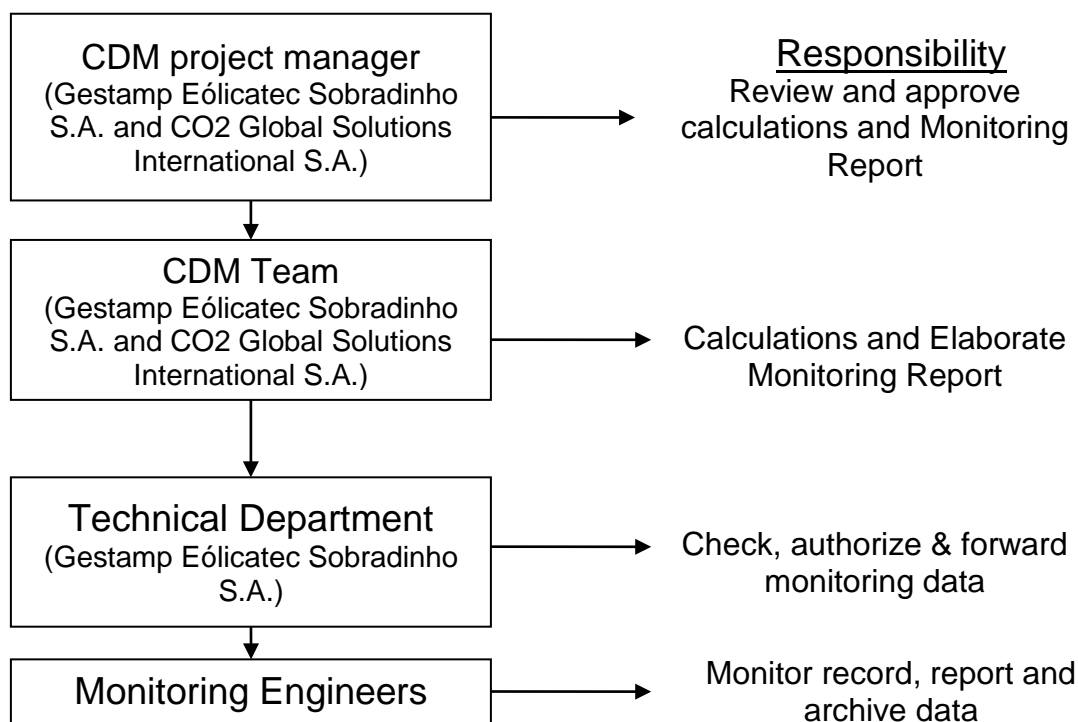 CDM project manager
(Gestamp Eólicatec Sobradinho
S.A. and CO2 Global Solutions
International S.A.)
Responsibility
Review and approve
calculations and Monitoring
Report
CDM Team
(Gestamp Eólicatec Sobradinho
S.A. and CO2 Global Solutions
International S.A.)
Calculations and Elaborate
Monitoring Report
Technical Department
(Gestamp Eólicatec Sobradinho
S.A.)
Check, authorize & forward
monitoring data
Monitoring Engineers
Monitor record, report and
archive data